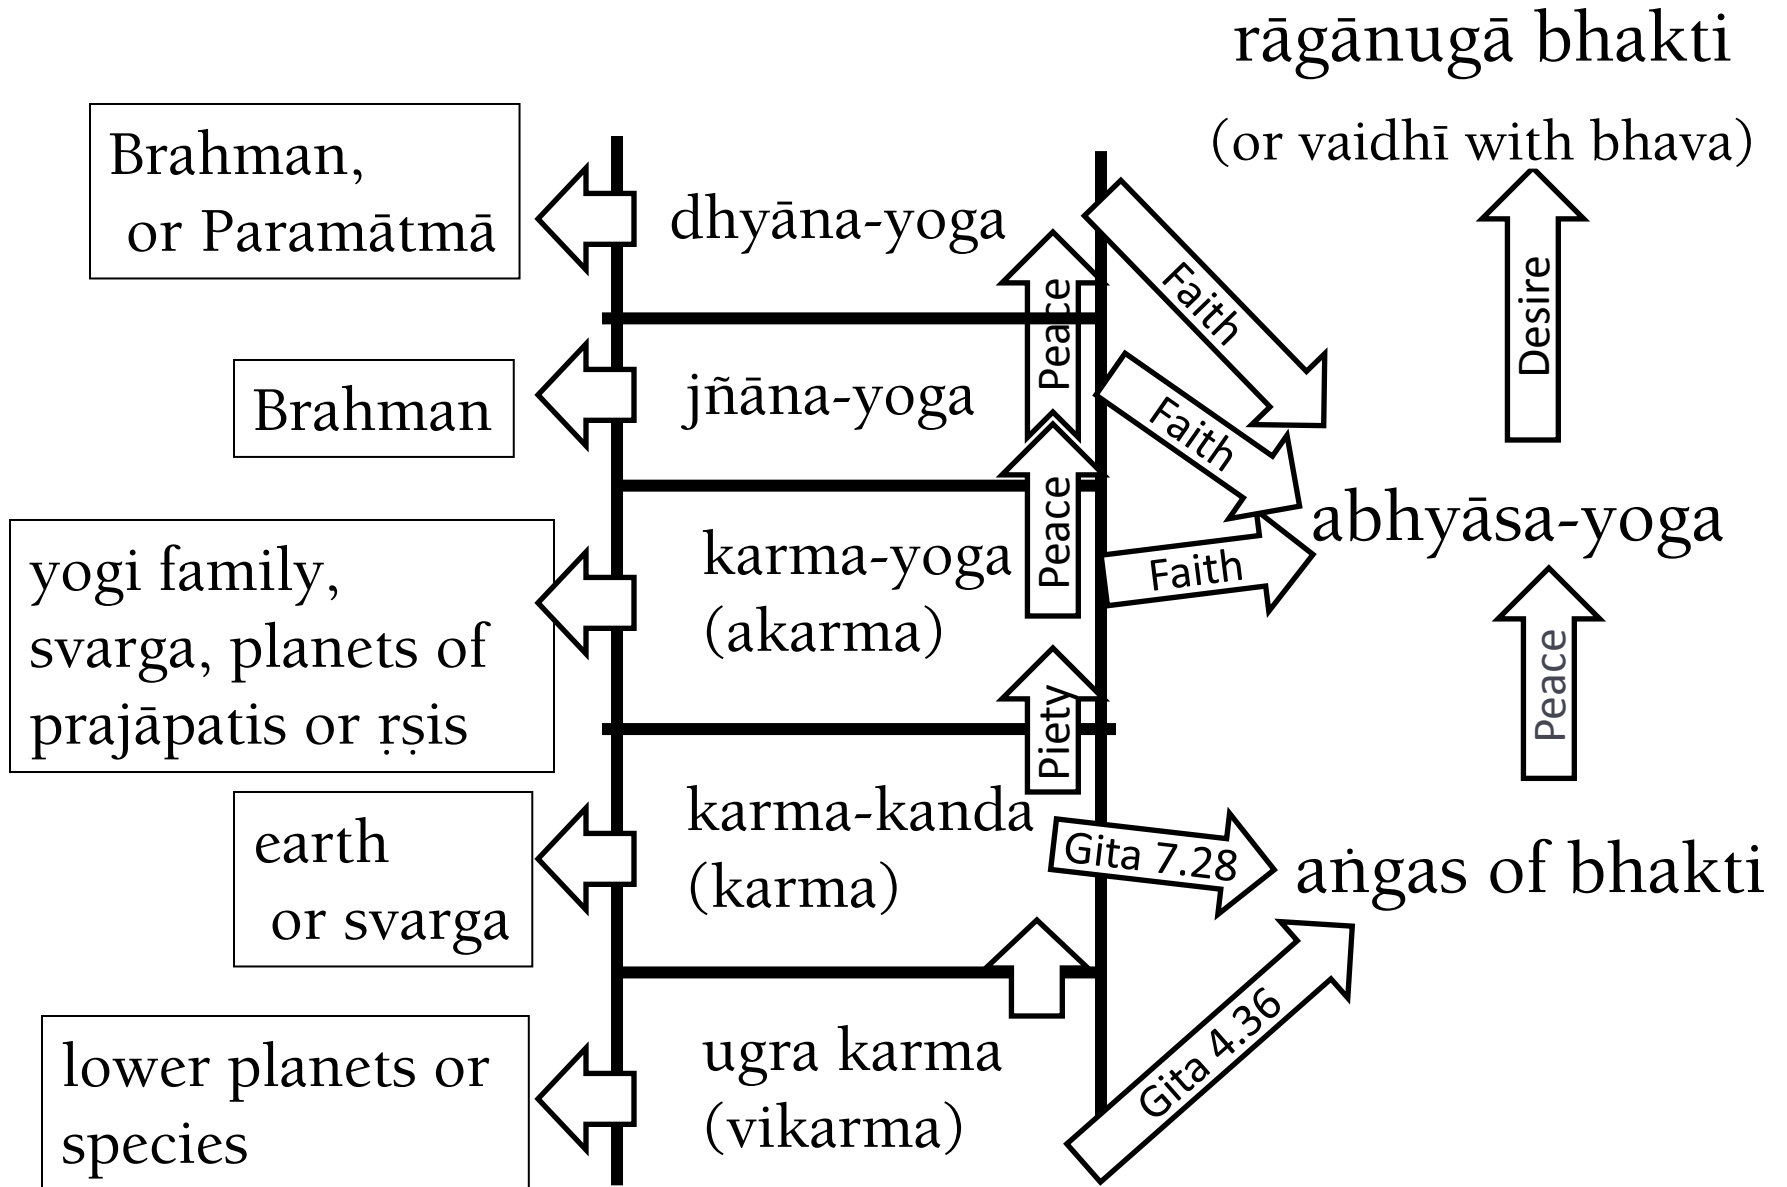 rāgānugā bhakti
(or vaidhī with bhava)
Brahman,
or Paramātmā
dhyāna-yoga
Peace
Faith
Desire
Brahman
jñāna-yoga
Faith
abhyāsa-yoga
yogi family,
svarga, planets of
prajāpatis or ṛṣis
karma-yoga
(akarma)
Peace
Faith
Peace
Piety
earth
or svarga
karma-kanda
(karma)
Gita 7.28
aṅgas of bhakti
lower planets or
species
ugra karma
(vikarma)
Gita 4.36